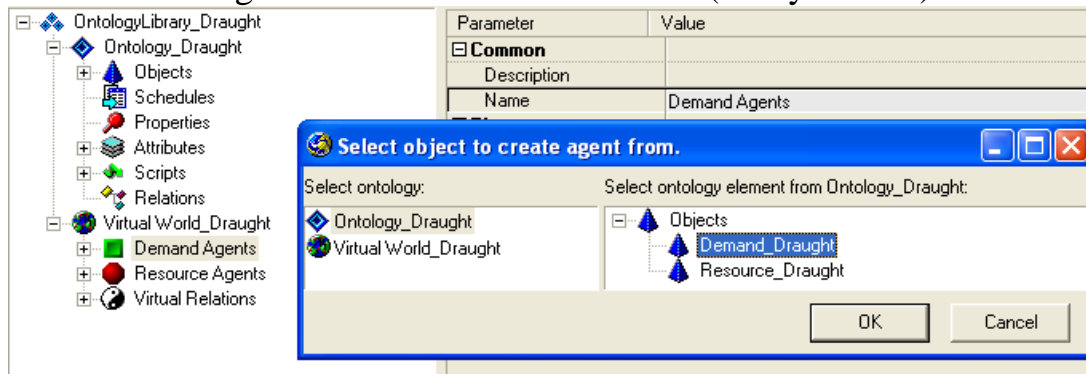 OntologyLibrary_Draught
Ontology_Draught
Objects
Schedules
Properties
Attributes
Scripts
Relations
Virtual World_Draught
Demand Agents
Resource Agents
Virtual Relations
Parameter Value
Common
Description
Name Demand Agents
Select object to create agent from.
Select ontology:
Ontology_Draught
Virtual World_Draught
Select ontology element from Ontology_Draught:
Objects
Demand_Draught
Resource_Draught
OK Cancel